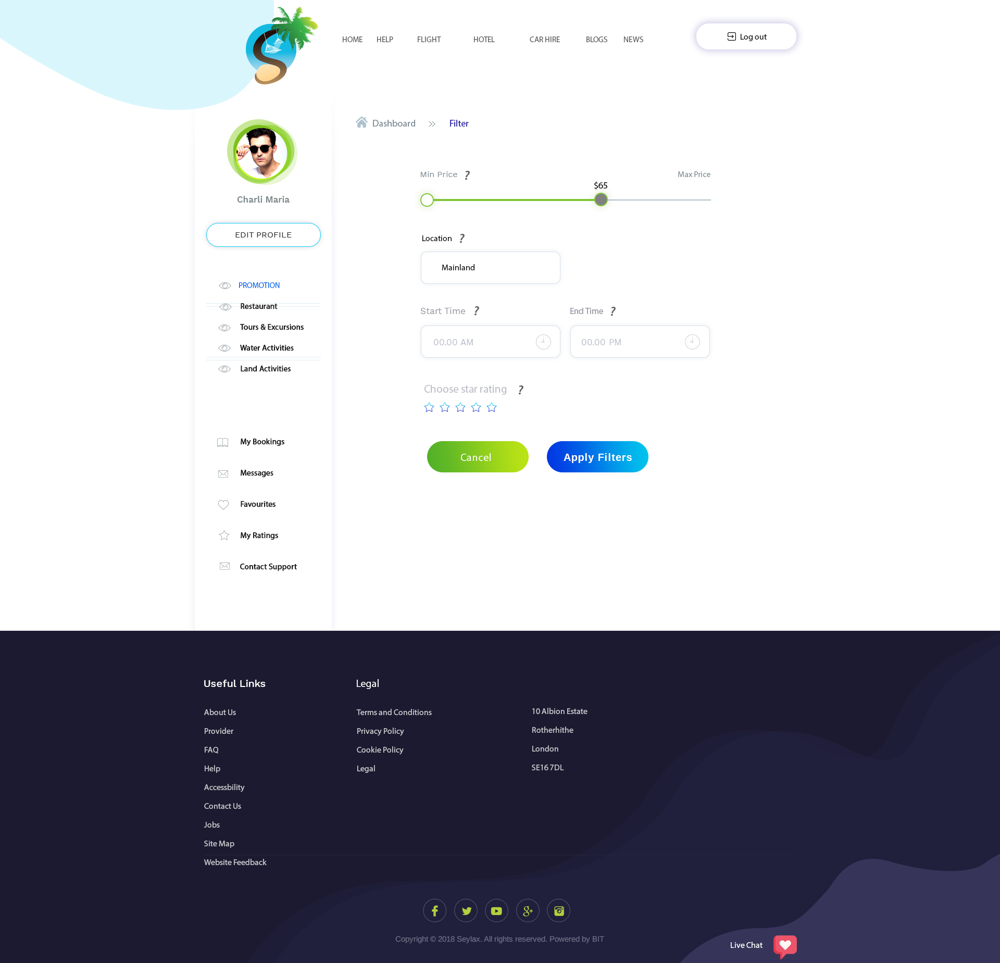 HOME HELP FLIGHT HOTEL CAR HIRE BLOGS NEWS
Log out
Dashboard Filter
Charli Maria
EDIT PROFILE
PROMOTION
Restaurant
Tours & Excursions
Water Activities
Land Activities
My Bookings
Messages
Favourites
My Ratings
Contact Support
Min Price ? Max Price
$65
Location ?
Mainland
Start Time ? End Time ?
00.00 AM 00.00 PM
Choose star rating ?
Cancel Apply Filters
Useful Links
About Us
Provider
FAQ
Help
Accessbility
Contact Us
Jobs
Site Map
Website Feedback
Legal
Terms and Conditions
Privacy Policy
Cookie Policy
Legal
10 Albion Estate
Rotherhithe
London
SE16 7DL
Copyright © 2018 Seylax. All rights reserved. Powered by BIT
Live Chat